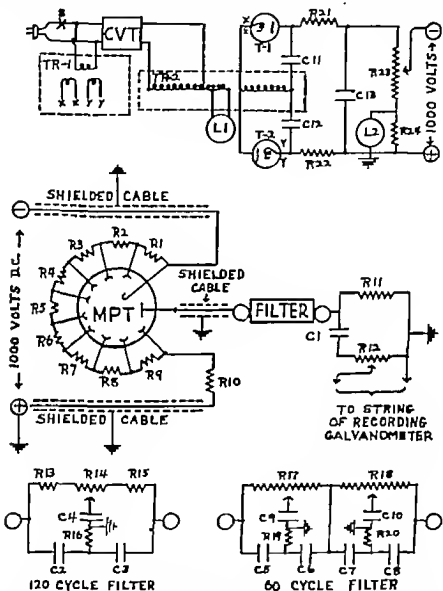 S
CVT
TR-1
X X Y Y
TR-2
L1
X X
T-1
R21
C11
C12
T-2
Y Y
R22
C13
R23
L2
R24
−
1000 VOLTS
+
SHIELDED CABLE
−
1000 VOLTS D.C.
+
R1
R2
R3
R4
R5
R6
R7
R8
R9
MPT
R10
SHIELDED
CABLE
FILTER
R11
C1
R12
TO STRING
OF RECORDING
GALVANOMETER
SHIELDED CABLE
R13 R14 R15
C4
R16
C2 C3
120 CYCLE FILTER
R17 R18
C9 C10
R19 R20
C5 C6 C7 C8
60 CYCLE FILTER